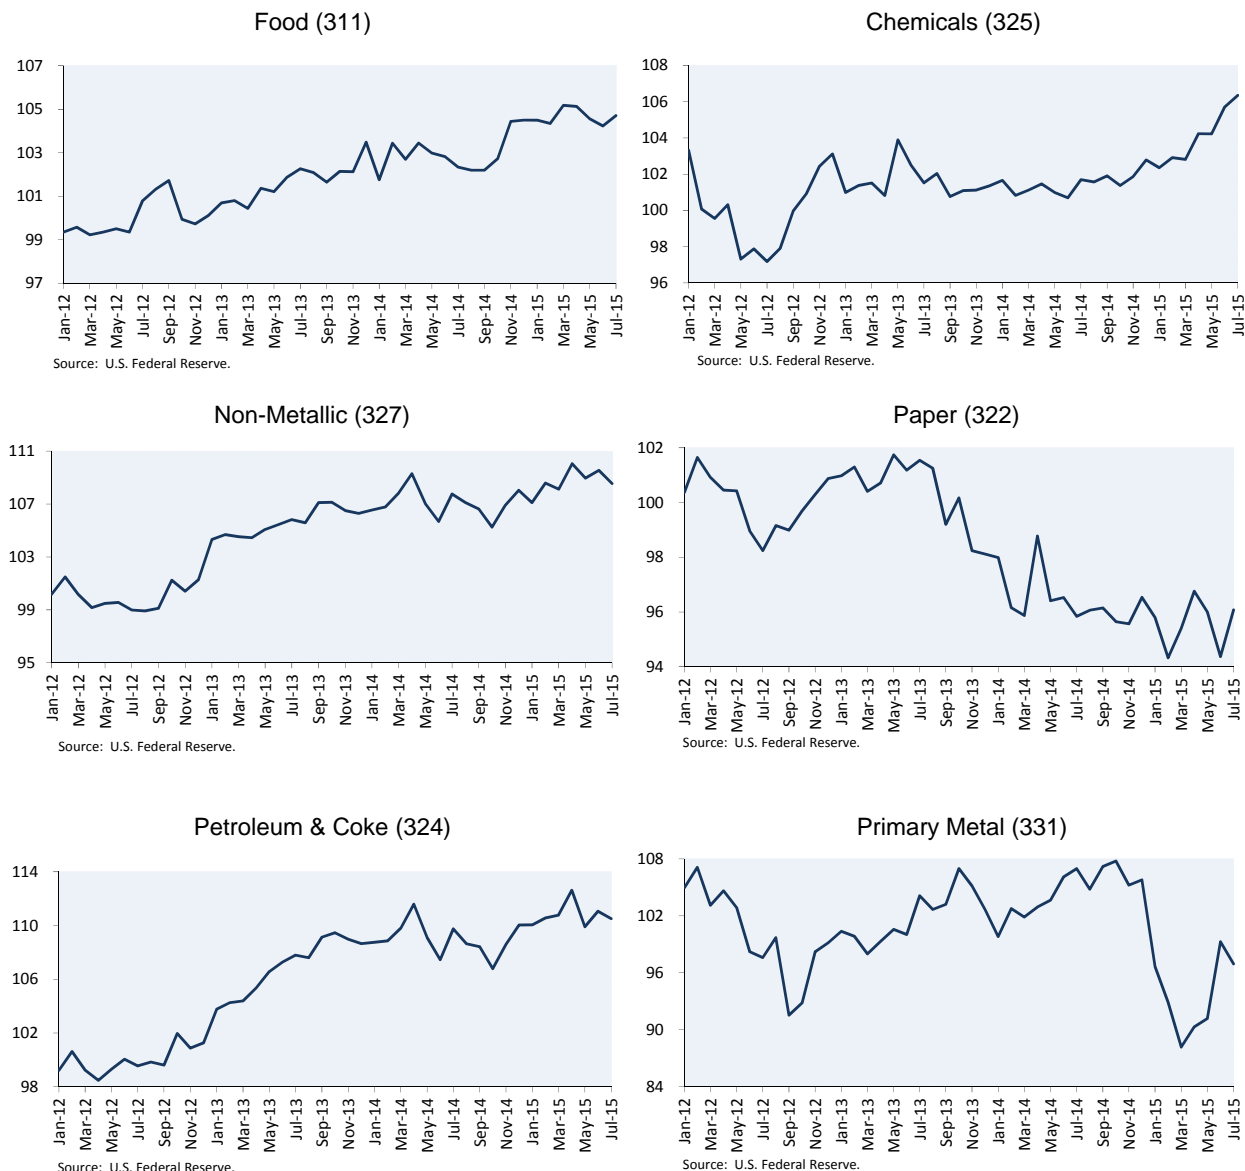 Food (311)
107
105
103
101
99
97
Jan-12
Mar-12
May-12
Jul-12
Sep-12
Nov-12
Jan-13
Mar-13
May-13
Jul-13
Sep-13
Nov-13
Jan-14
Mar-14
May-14
Jul-14
Sep-14
Nov-14
Jan-15
Mar-15
May-15
Jul-15
Source: U.S. Federal Reserve.
Chemicals (325)
108
106
104
102
100
98
96
Jan-12
Mar-12
May-12
Jul-12
Sep-12
Nov-12
Jan-13
Mar-13
May-13
Jul-13
Sep-13
Nov-13
Jan-14
Mar-14
May-14
Jul-14
Sep-14
Nov-14
Jan-15
Mar-15
May-15
Jul-15
Source: U.S. Federal Reserve.
Non-Metallic (327)
111
107
103
99
95
Jan-12
Mar-12
May-12
Jul-12
Sep-12
Nov-12
Jan-13
Mar-13
May-13
Jul-13
Sep-13
Nov-13
Jan-14
Mar-14
May-14
Jul-14
Sep-14
Nov-14
Jan-15
Mar-15
May-15
Jul-15
Source: U.S. Federal Reserve.
Paper (322)
102
100
98
96
94
Jan-12
Mar-12
May-12
Jul-12
Sep-12
Nov-12
Jan-13
Mar-13
May-13
Jul-13
Sep-13
Nov-13
Jan-14
Mar-14
May-14
Jul-14
Sep-14
Nov-14
Jan-15
Mar-15
May-15
Jul-15
Source: U.S. Federal Reserve.
Petroleum & Coke (324)
114
110
106
102
98
Jan-12
Mar-12
May-12
Jul-12
Sep-12
Nov-12
Jan-13
Mar-13
May-13
Jul-13
Sep-13
Nov-13
Jan-14
Mar-14
May-14
Jul-14
Sep-14
Nov-14
Jan-15
Mar-15
May-15
Jul-15
Source: U.S. Federal Reserve.
Primary Metal (331)
108
102
96
90
84
Jan-12
Mar-12
May-12
Jul-12
Sep-12
Nov-12
Jan-13
Mar-13
May-13
Jul-13
Sep-13
Nov-13
Jan-14
Mar-14
May-14
Jul-14
Sep-14
Nov-14
Jan-15
Mar-15
May-15
Jul-15
Source: U.S. Federal Reserve.